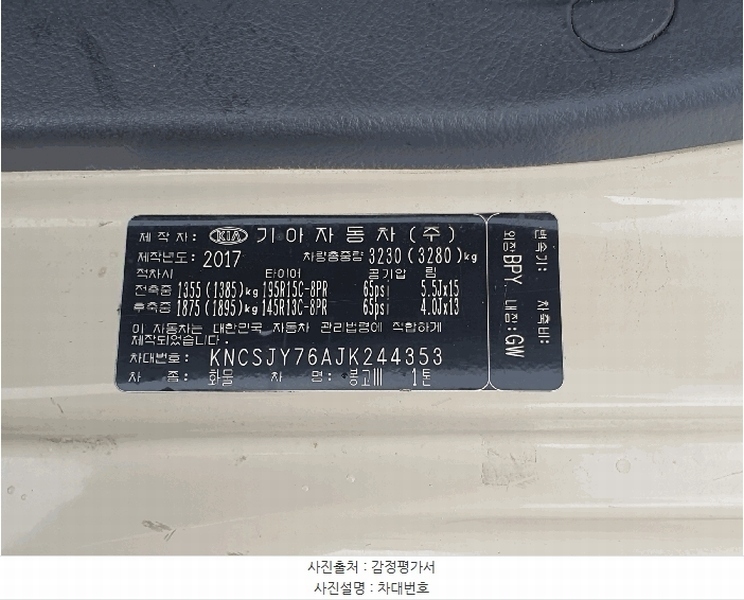 제 작 자 : KIA 기아자동차(주)
제작년도 : 2017 차량총중량 3230(3280)kg
적차시 타이어 공기압 림
전축중 1355(1385)kg 195R15C-8PR 65psi 5.5Jx15
후축중 1875(1895)kg 145R13C-8PR 65psi 4.0Jx13
이 자동차는 대한민국 자동차 관리법령에 적합하게
제작되었습니다.
차대번호 : KNCSJY76AJK244353
차 종 : 화물 차 명 : 봉고III 1톤
변속기 : 차축비 :
외장:BPY 내장:GW
사진출처 : 감정평가서
사진설명 : 차대번호